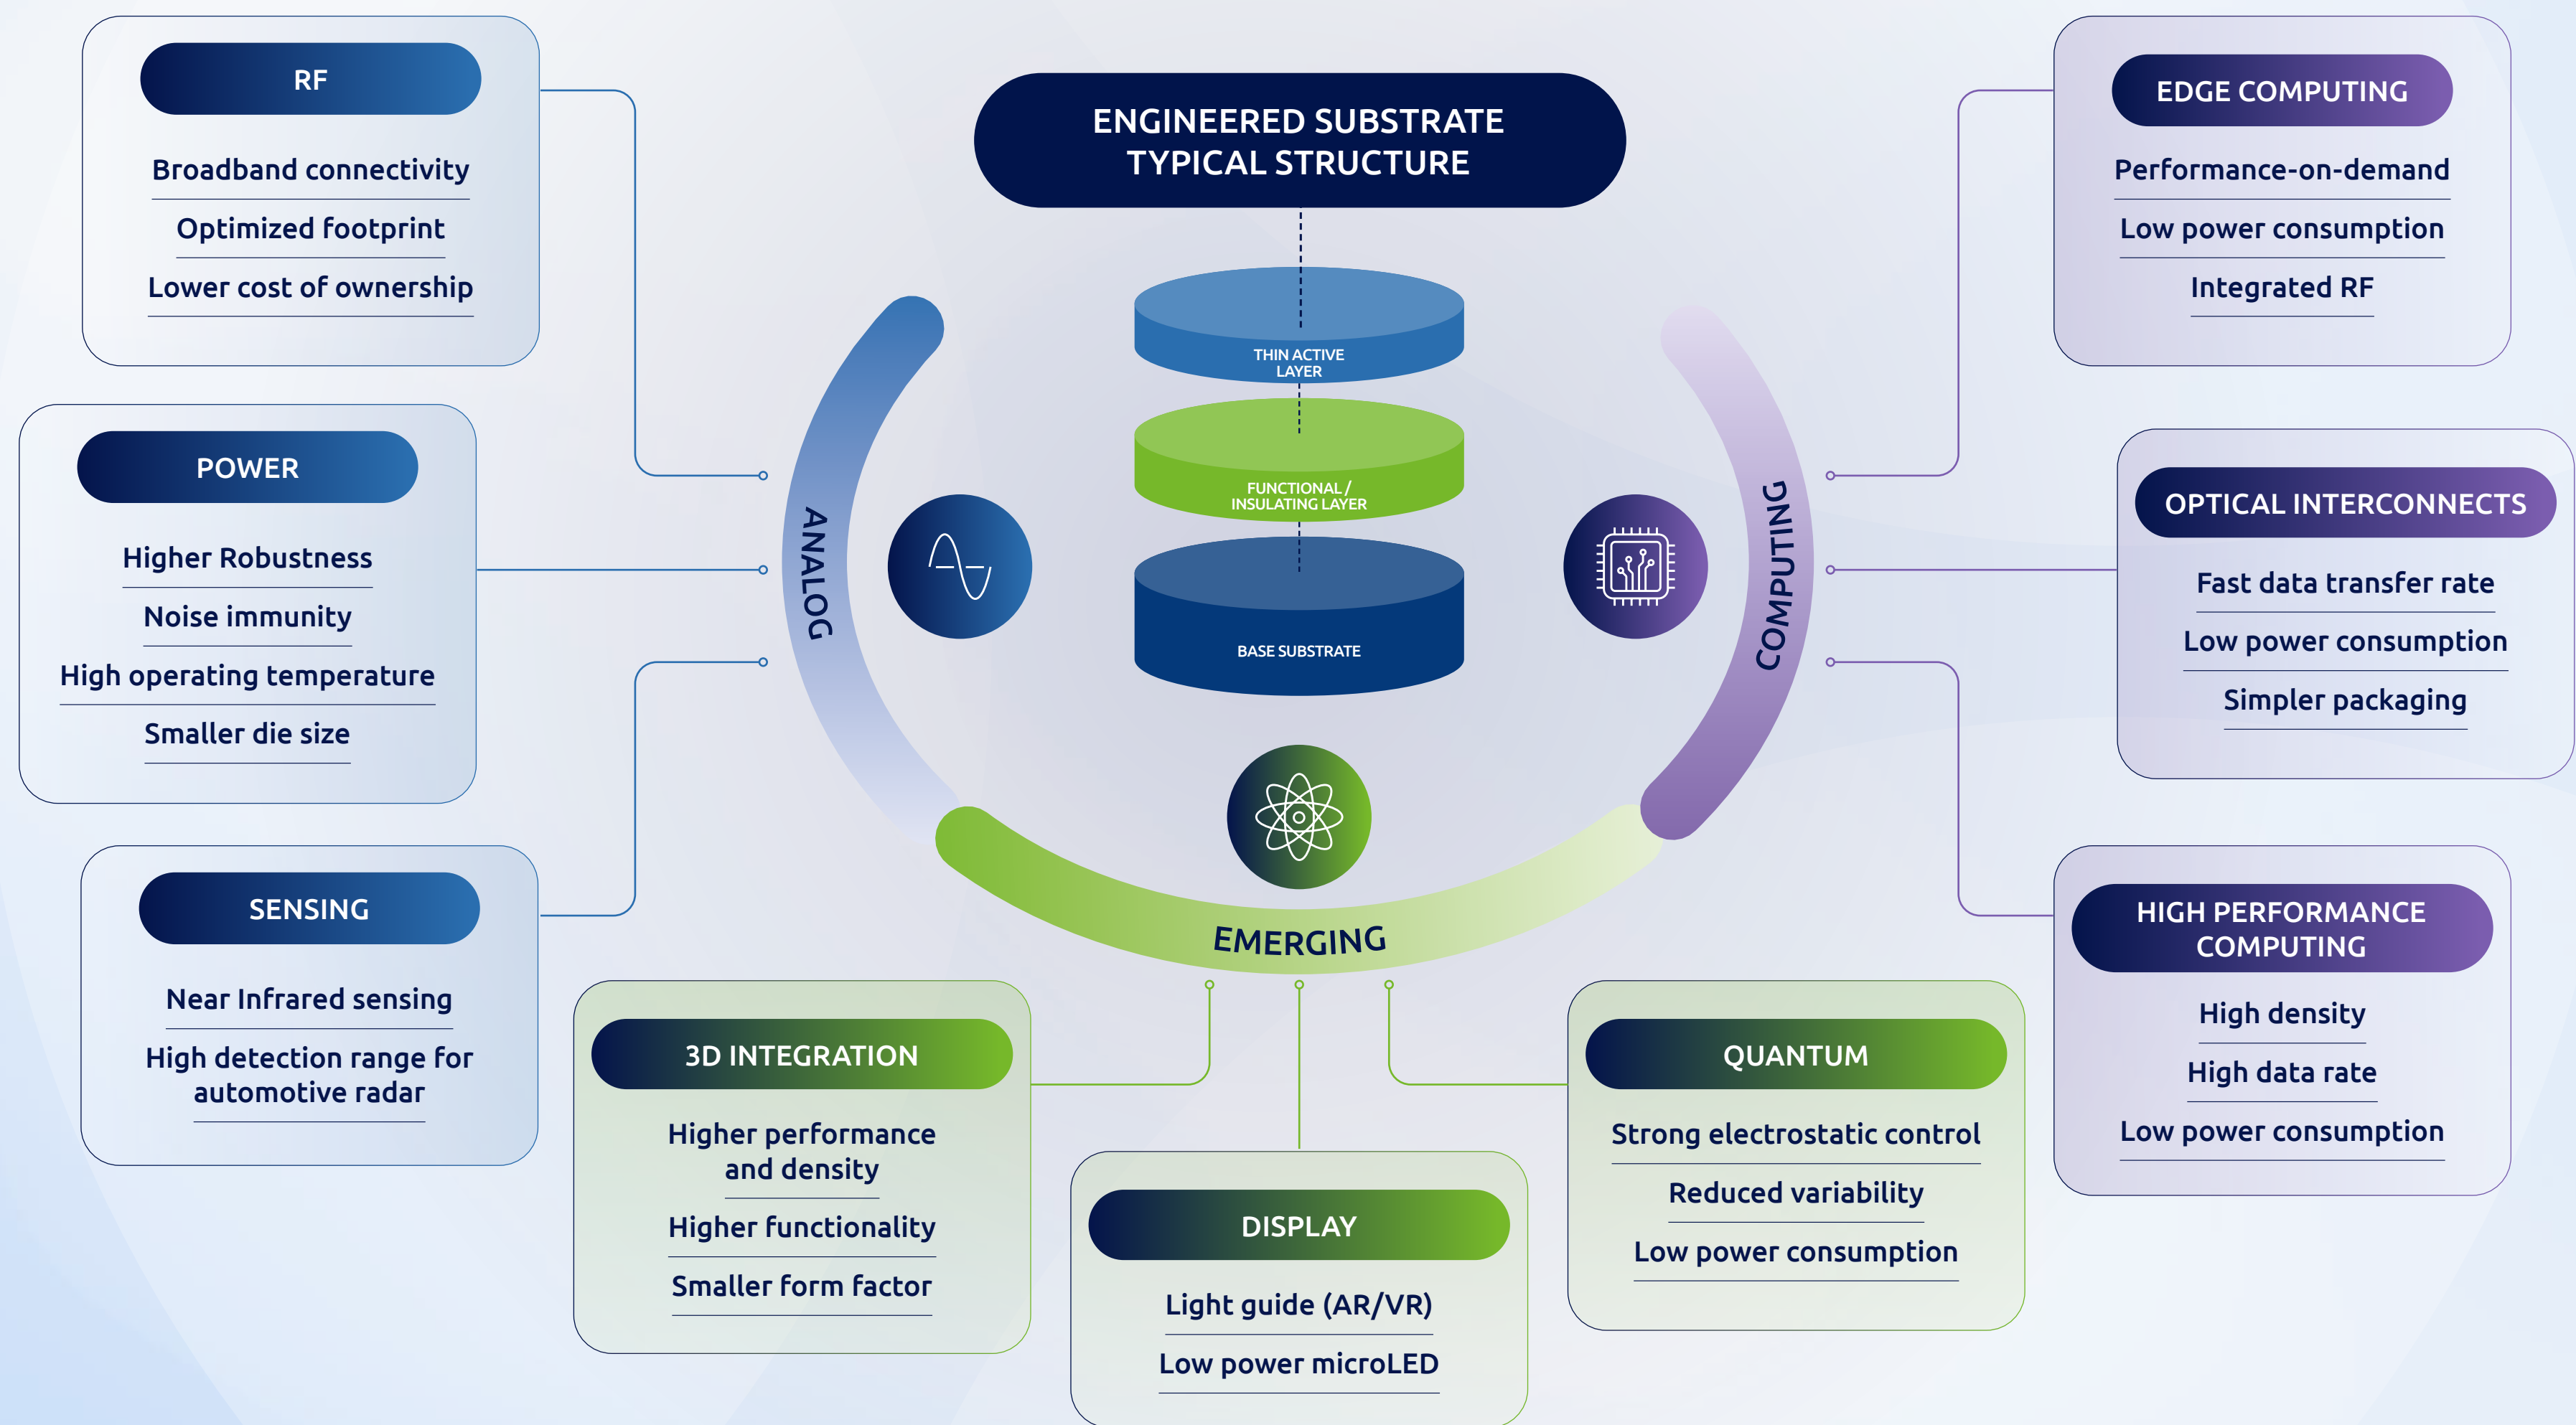 ENGINEERED SUBSTRATE
TYPICAL STRUCTURE
THIN ACTIVE
LAYER
FUNCTIONAL /
INSULATING LAYER
BASE SUBSTRATE
ANALOG
RF
Broadband connectivity
Optimized footprint
Lower cost of ownership
POWER
Higher Robustness
Noise immunity
High operating temperature
Smaller die size
SENSING
Near Infrared sensing
High detection range for
automotive radar
EMERGING
3D INTEGRATION
Higher performance
and density
Higher functionality
Smaller form factor
DISPLAY
Light guide (AR/VR)
Low power microLED
QUANTUM
Strong electrostatic control
Reduced variability
Low power consumption
COMPUTING
EDGE COMPUTING
Performance-on-demand
Low power consumption
Integrated RF
OPTICAL INTERCONNECTS
Fast data transfer rate
Low power consumption
Simpler packaging
HIGH PERFORMANCE
COMPUTING
High density
High data rate
Low power consumption